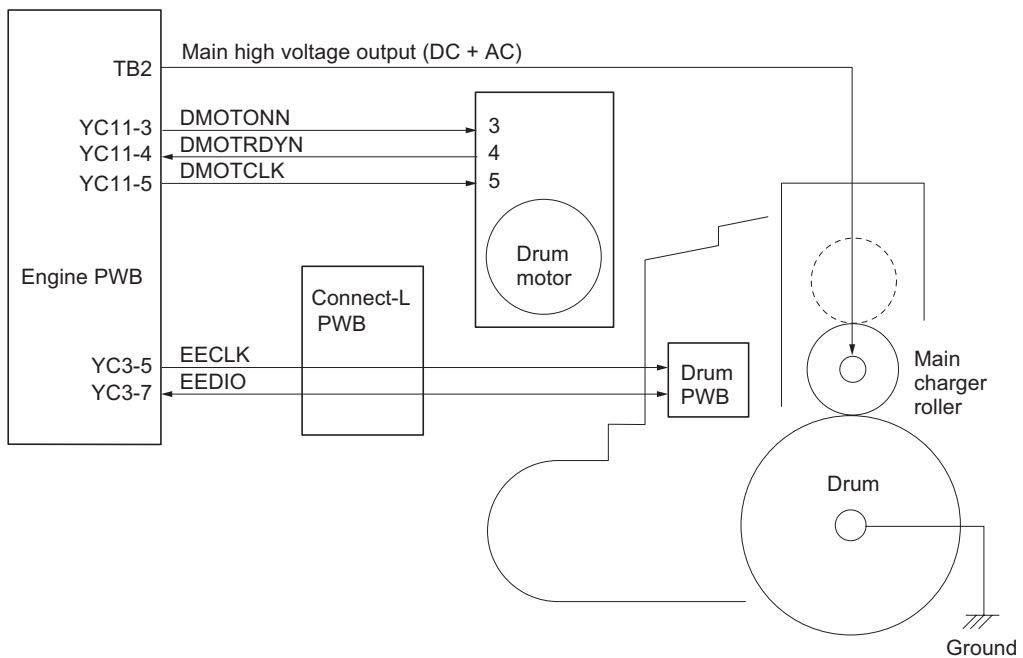 Main high voltage output (DC + AC)
TB2
YC11-3
DMOTONN
3
YC11-4
DMOTRDYN
4
YC11-5
DMOTCLK
5
Engine PWB
Drum
motor
Connect-L
PWB
YC3-5
EECLK
YC3-7
EEDIO
Drum
PWB
Main
charger
roller
Drum
Ground